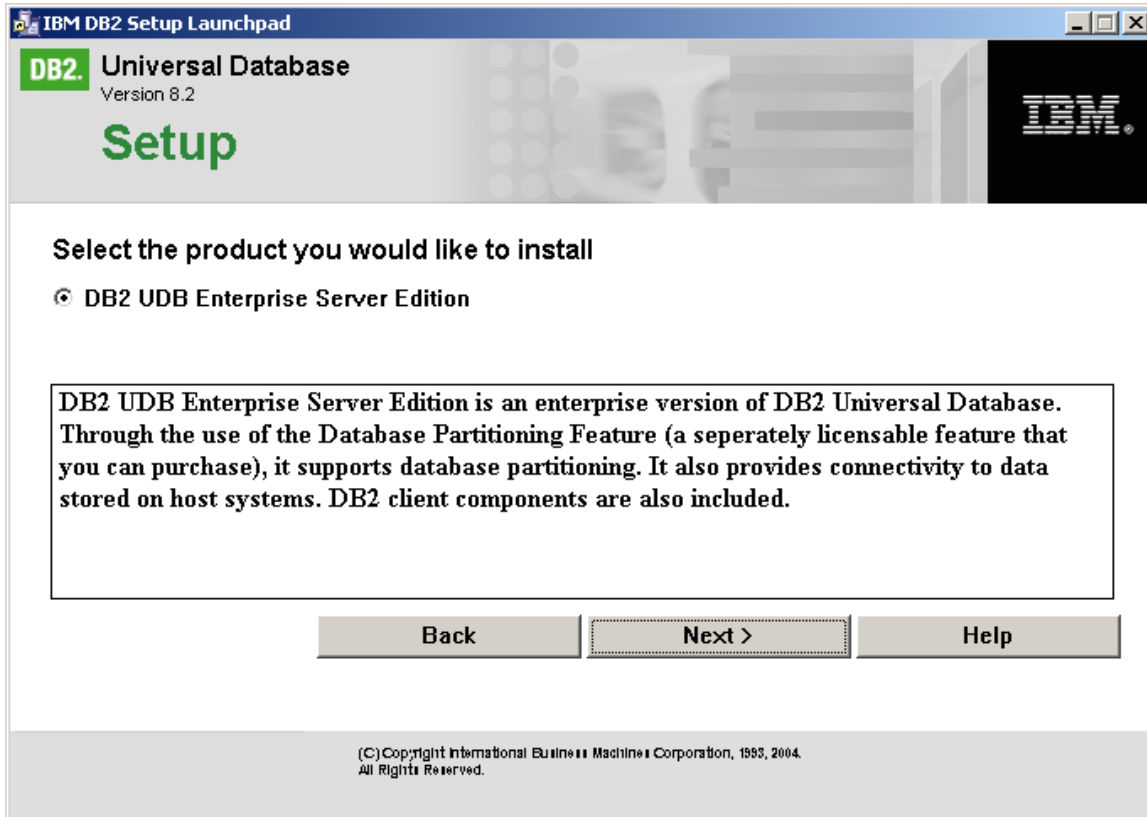 IBM DB2 Setup Launchpad
DB2. Universal Database
Version 8.2
Setup
IBM.
Select the product you would like to install
DB2 UDB Enterprise Server Edition
DB2 UDB Enterprise Server Edition is an enterprise version of DB2 Universal Database.
Through the use of the Database Partitioning Feature (a seperately licensable feature that
you can purchase), it supports database partitioning. It also provides connectivity to data
stored on host systems. DB2 client components are also included.
Back Next > Help
(C)Copyright International Business Machines Corporation, 1993, 2004.
All Rights Reserved.